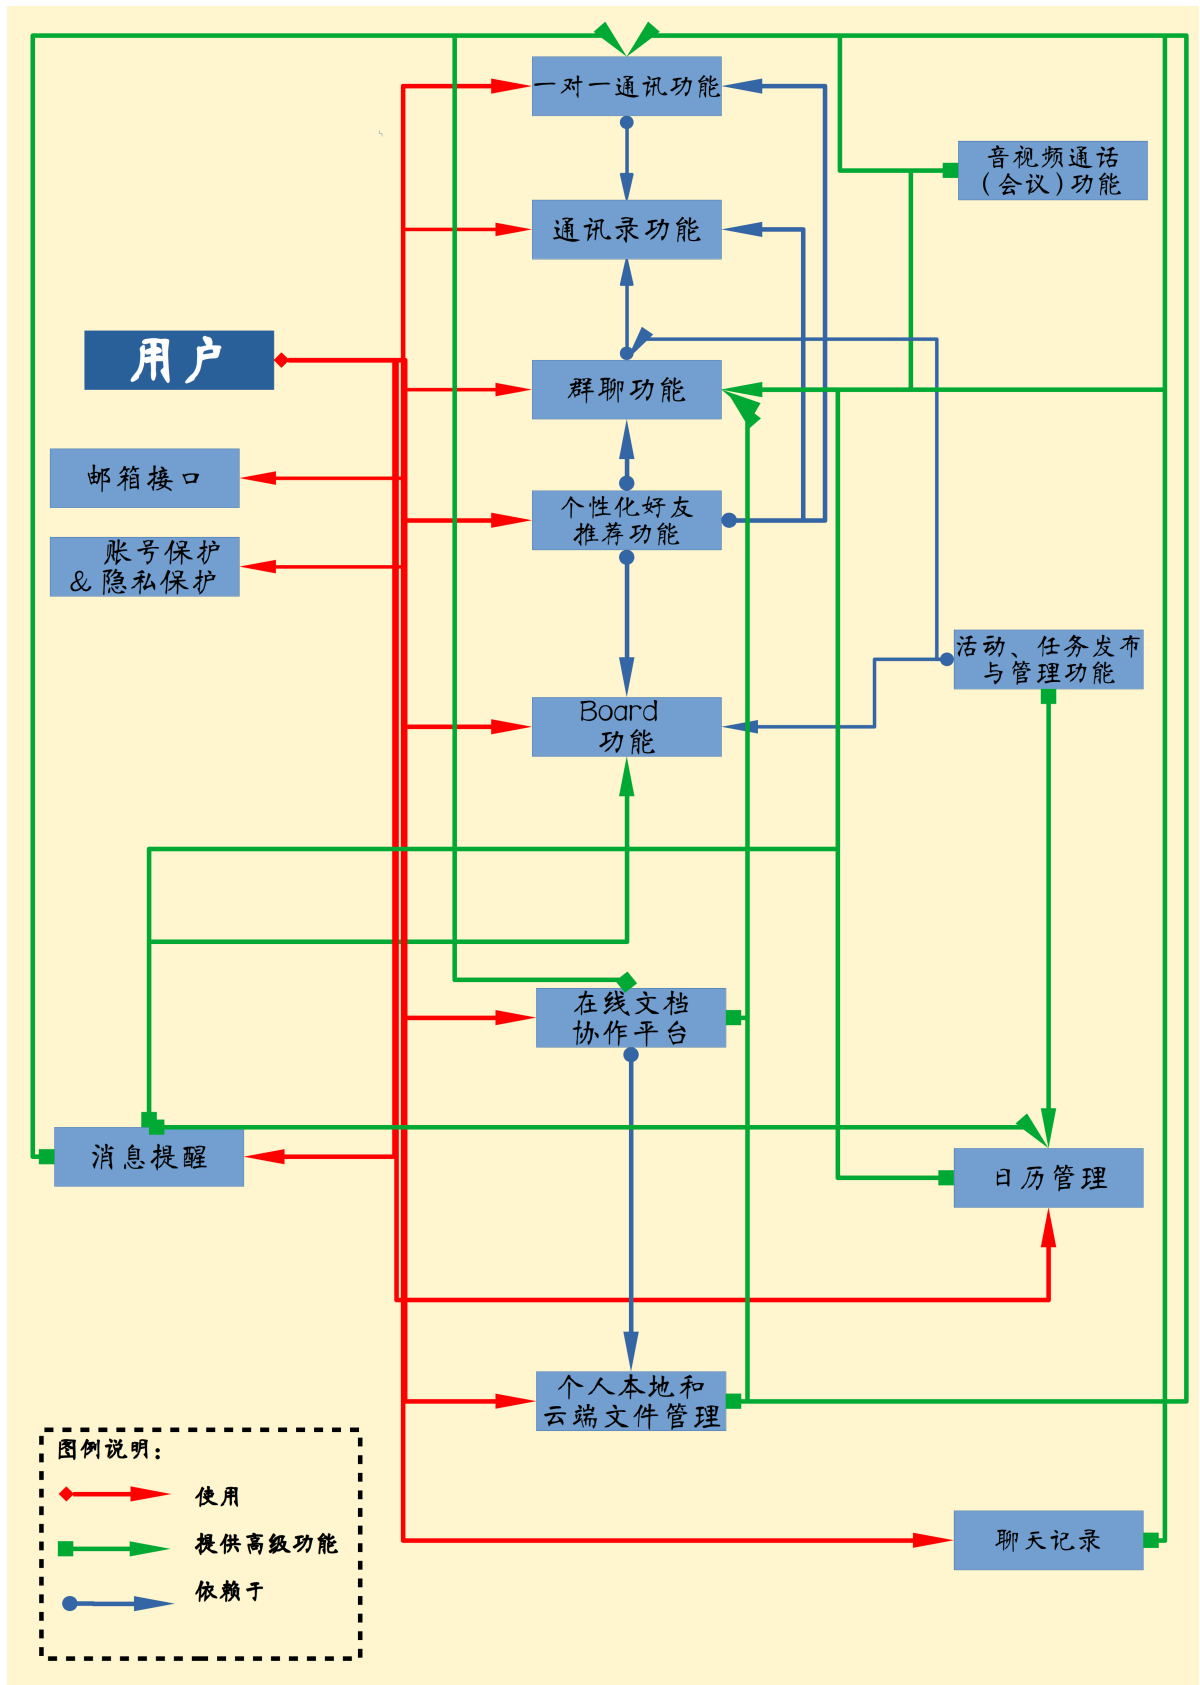 一对一通讯功能
音视频通话
(会议)功能
通讯录功能
用户
群聊功能
邮箱接口
个性化好友
推荐功能
账号保护
& 隐私保护
活动、任务发布
与管理功能
Board
功能
在线文档
协作平台
消息提醒
日历管理
个人本地和
云端文件管理
图例说明:
使用
提供高级功能
依赖于
聊天记录